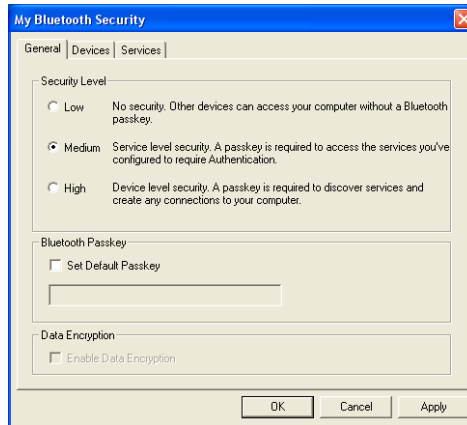 My Bluetooth Security
General Devices Services
Security Level
Low No security. Other devices can access your computer without a Bluetooth
passkey.
Medium Service level security. A passkey is required to access the services you've
configured to require Authentication.
High Device level security. A passkey is required to discover services and
create any connections to your computer.
Bluetooth Passkey
Set Default Passkey
Data Encryption
Enable Data Encryption
OK Cancel Apply